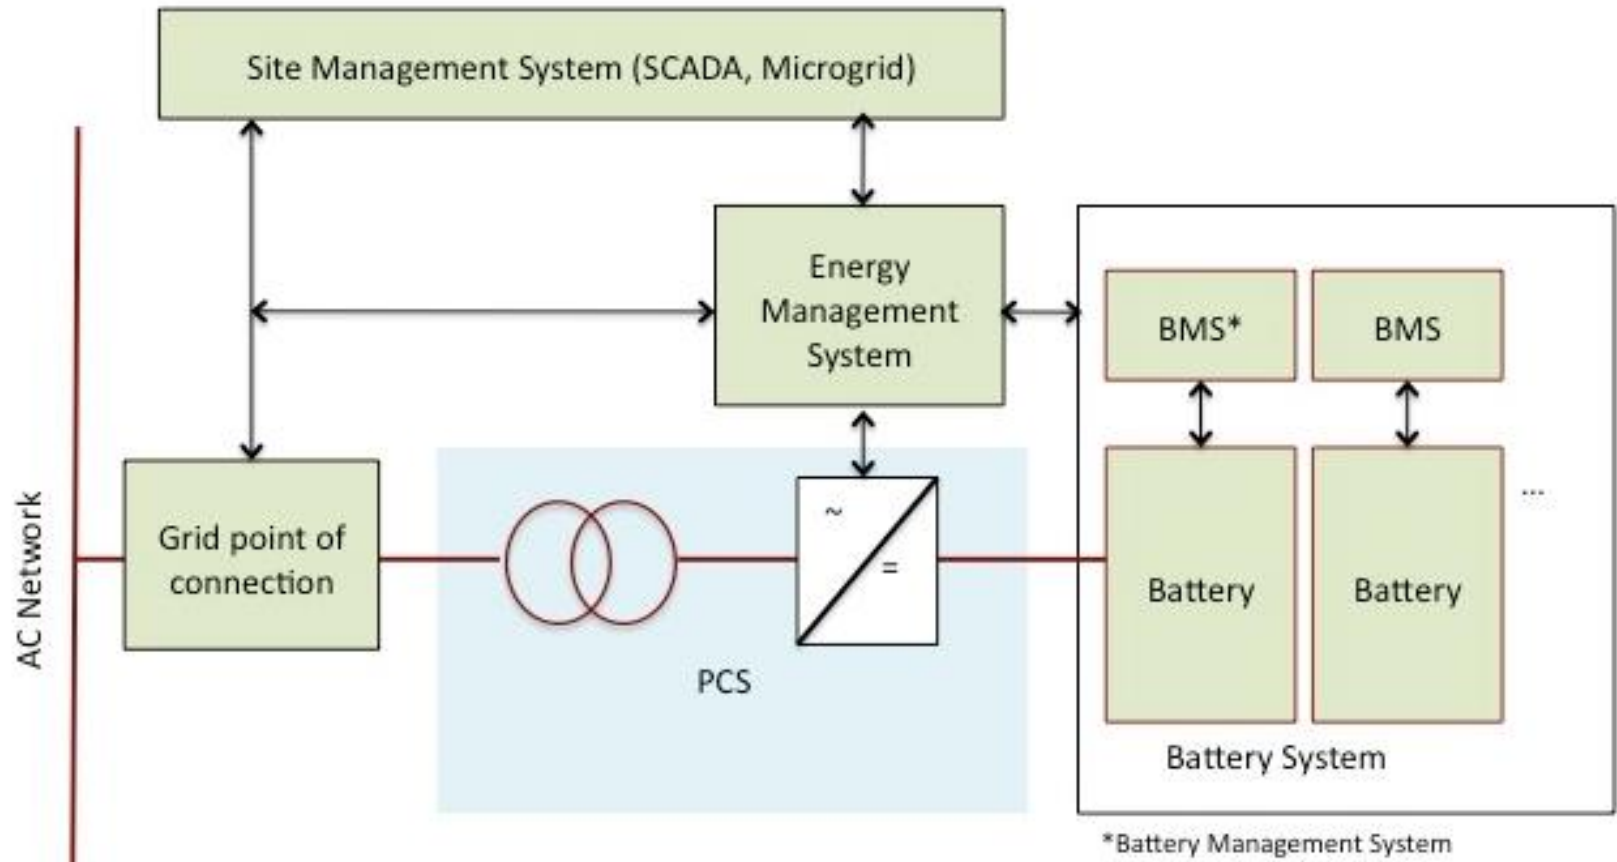 Site Management System (SCADA, Microgrid)
Energy
Management
System
BMS*
BMS
AC Network
Grid point of
connection
~
=
...
Battery
Battery
PCS
Battery System
*Battery Management System